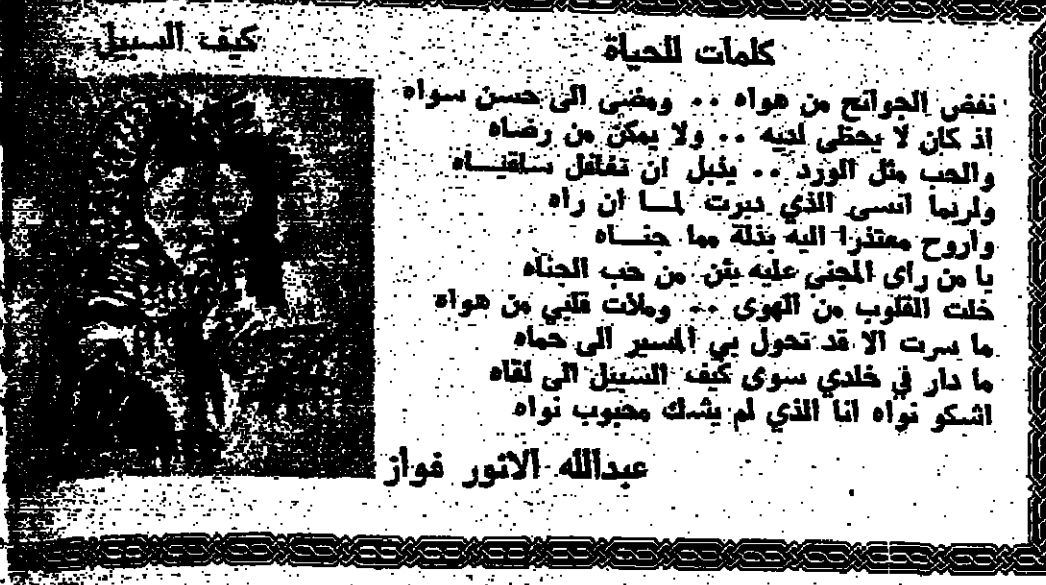 كلمات للحياة
كيف السبيل
نفض الجوانح من هواه .. ومضى الى حسن سواه
اذ كان لا يحظى لديه .. ولا يمكن من رضاه
والحب مثل الورد .. يذبل ان تغافل ساقيـــاه
ولربما انسى الذي دبرت لمـــا ان راه
واروح معتذرا اليه بذلة مما جنـــاه
يا من راى المجنى عليه يئن من حب الجناه
خلت القلوب من الهوى .. وملات قلبي من هواه
ما سرت الا قد تحول بي المسير الى حماه
ما دار في خلدي سوى كيف السبيل الى لقاه
اشكو نواه انا الذي لم يشك محبوب نواه
عبدالله الانور فواز